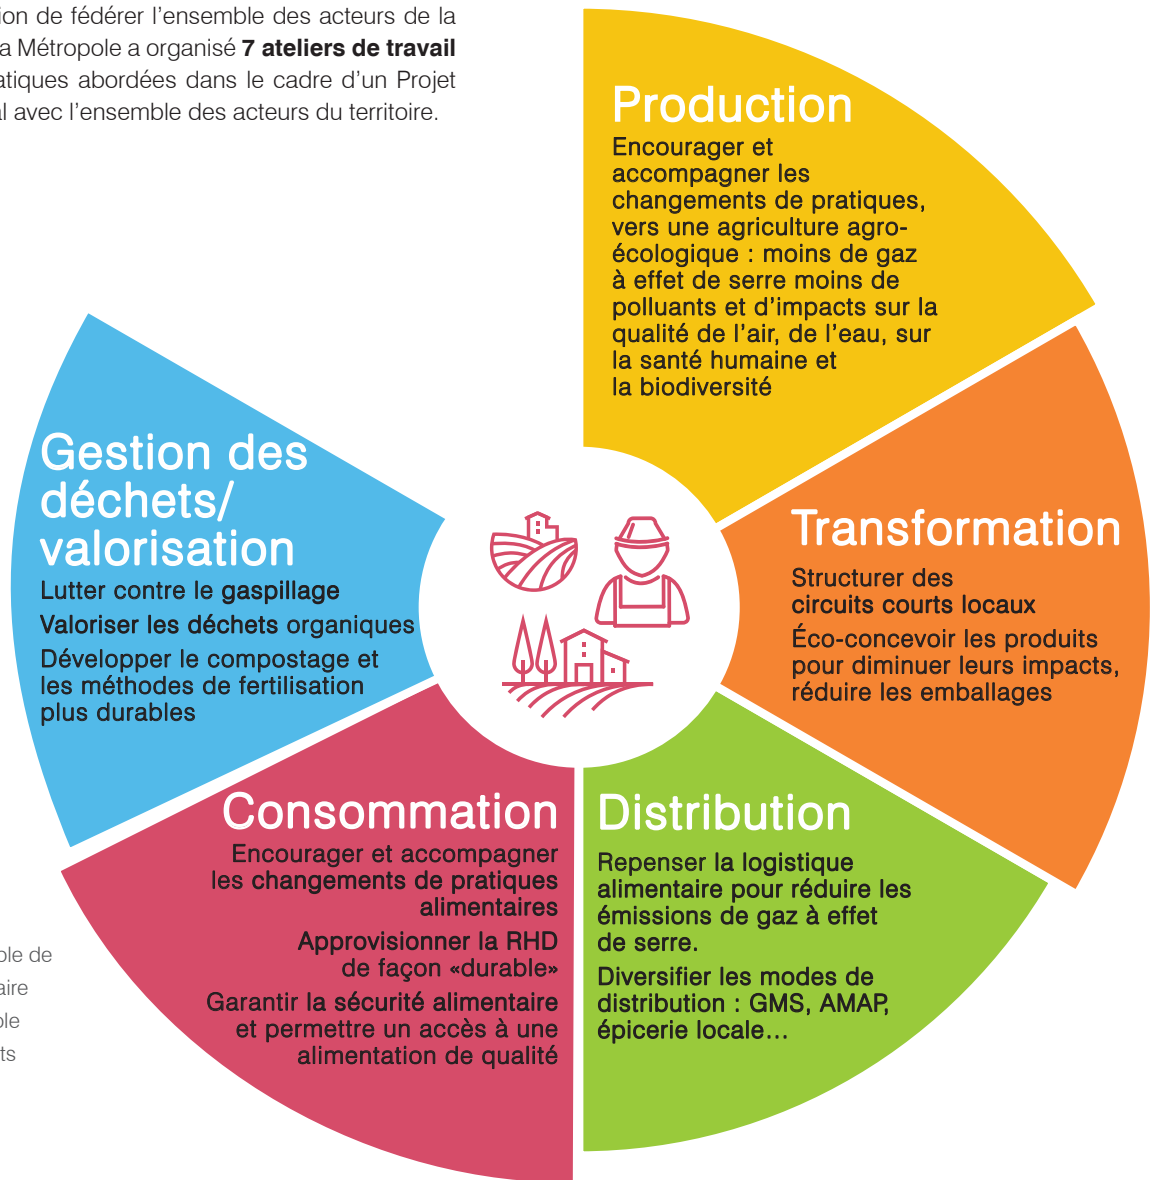 de fédérer l'ensemble des acteurs de la
a Métropole a organisé 7 ateliers de travail
abordées dans le cadre d'un Projet
avec l'ensemble des acteurs du territoire.
Production
Encourager et
accompagner les
changements de pratiques,
vers une agriculture agro-
écologique : moins de gaz
à effet de serre moins de
polluants et d'impacts sur la
qualité de l'air, de l'eau, sur
la santé humaine et
la biodiversité
Transformation
Structurer des
circuits courts locaux
Éco-concevoir les produits
pour diminuer leurs impacts,
réduire les emballages
Distribution
Repenser la logistique
alimentaire pour réduire les
émissions de gaz à effet
de serre.
Diversifier les modes de
distribution : GMS, AMAP,
épicerie locale...
Consommation
Encourager et accompagner
les changements de pratiques
alimentaires
Approvisionner la RHD
de façon «durable»
Garantir la sécurité alimentaire
et permettre un accès à une
alimentation de qualité
Gestion des
déchets/
valorisation
Lutter contre le gaspillage
Valoriser les déchets organiques
Développer le compostage et
les méthodes de fertilisation
plus durables
de